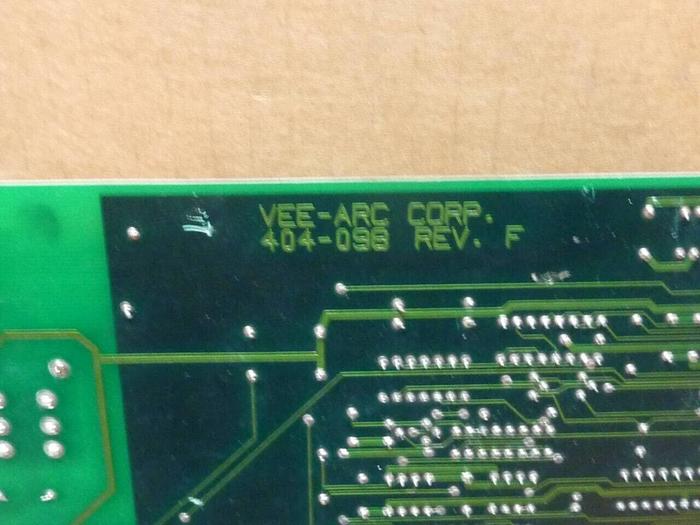 VEE-ARC CORP.
404-098 REV. F